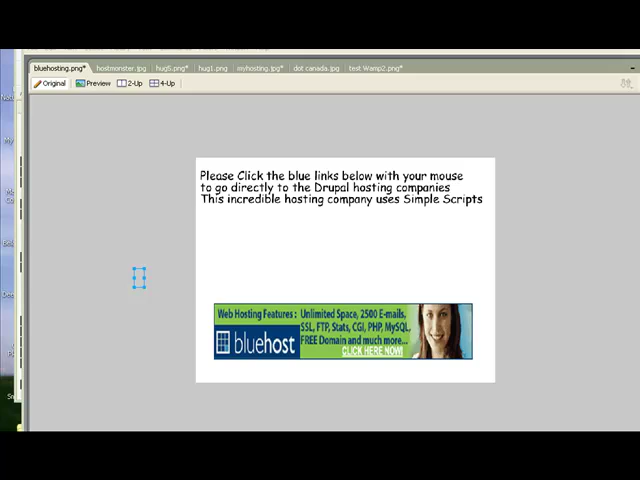 bluehosting.png* hostmonster.jpg hug5.png* hug1.png myhosting.jpg* dot canada.jpg test Wamp2.png*
Original Preview 2-Up 4-Up
My
Please Click the blue links below with your mouse
to go directly to the Drupal hosting companies
This incredible hosting company uses Simple Scripts
Web Hosting Features : Unlimited Space, 2500 E-mails,
SSL, FTP, Stats, CGI, PHP, MySQL,
FREE Domain and much more...
bluehost
CLICK HERE NOW!